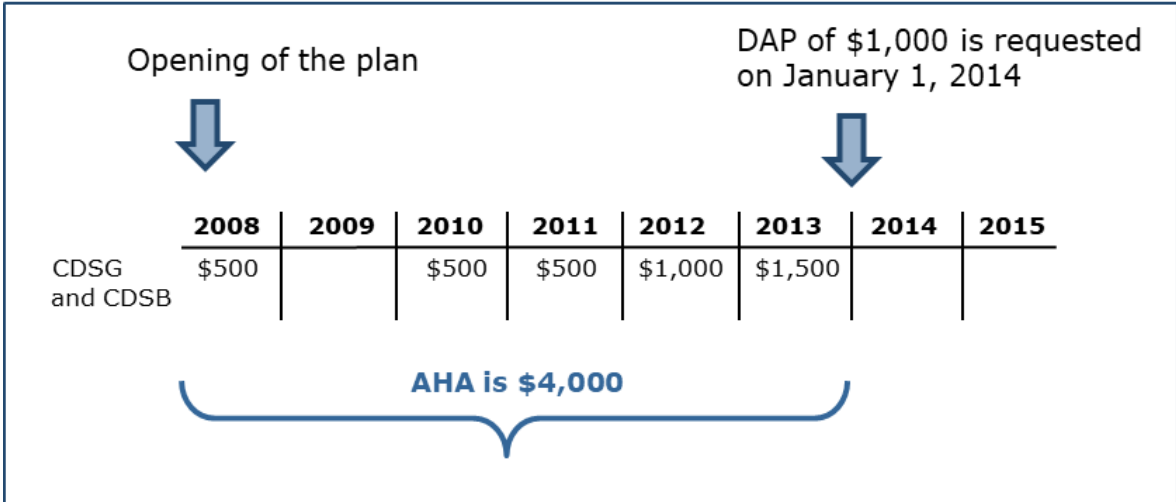 Opening of the plan
DAP of $1,000 is requested
on January 1, 2014
2008 2009 2010 2011 2012 2013 2014 2015
CDSG $500 $500 $500 $1,000 $1,500
and CDSB
AHA is $4,000